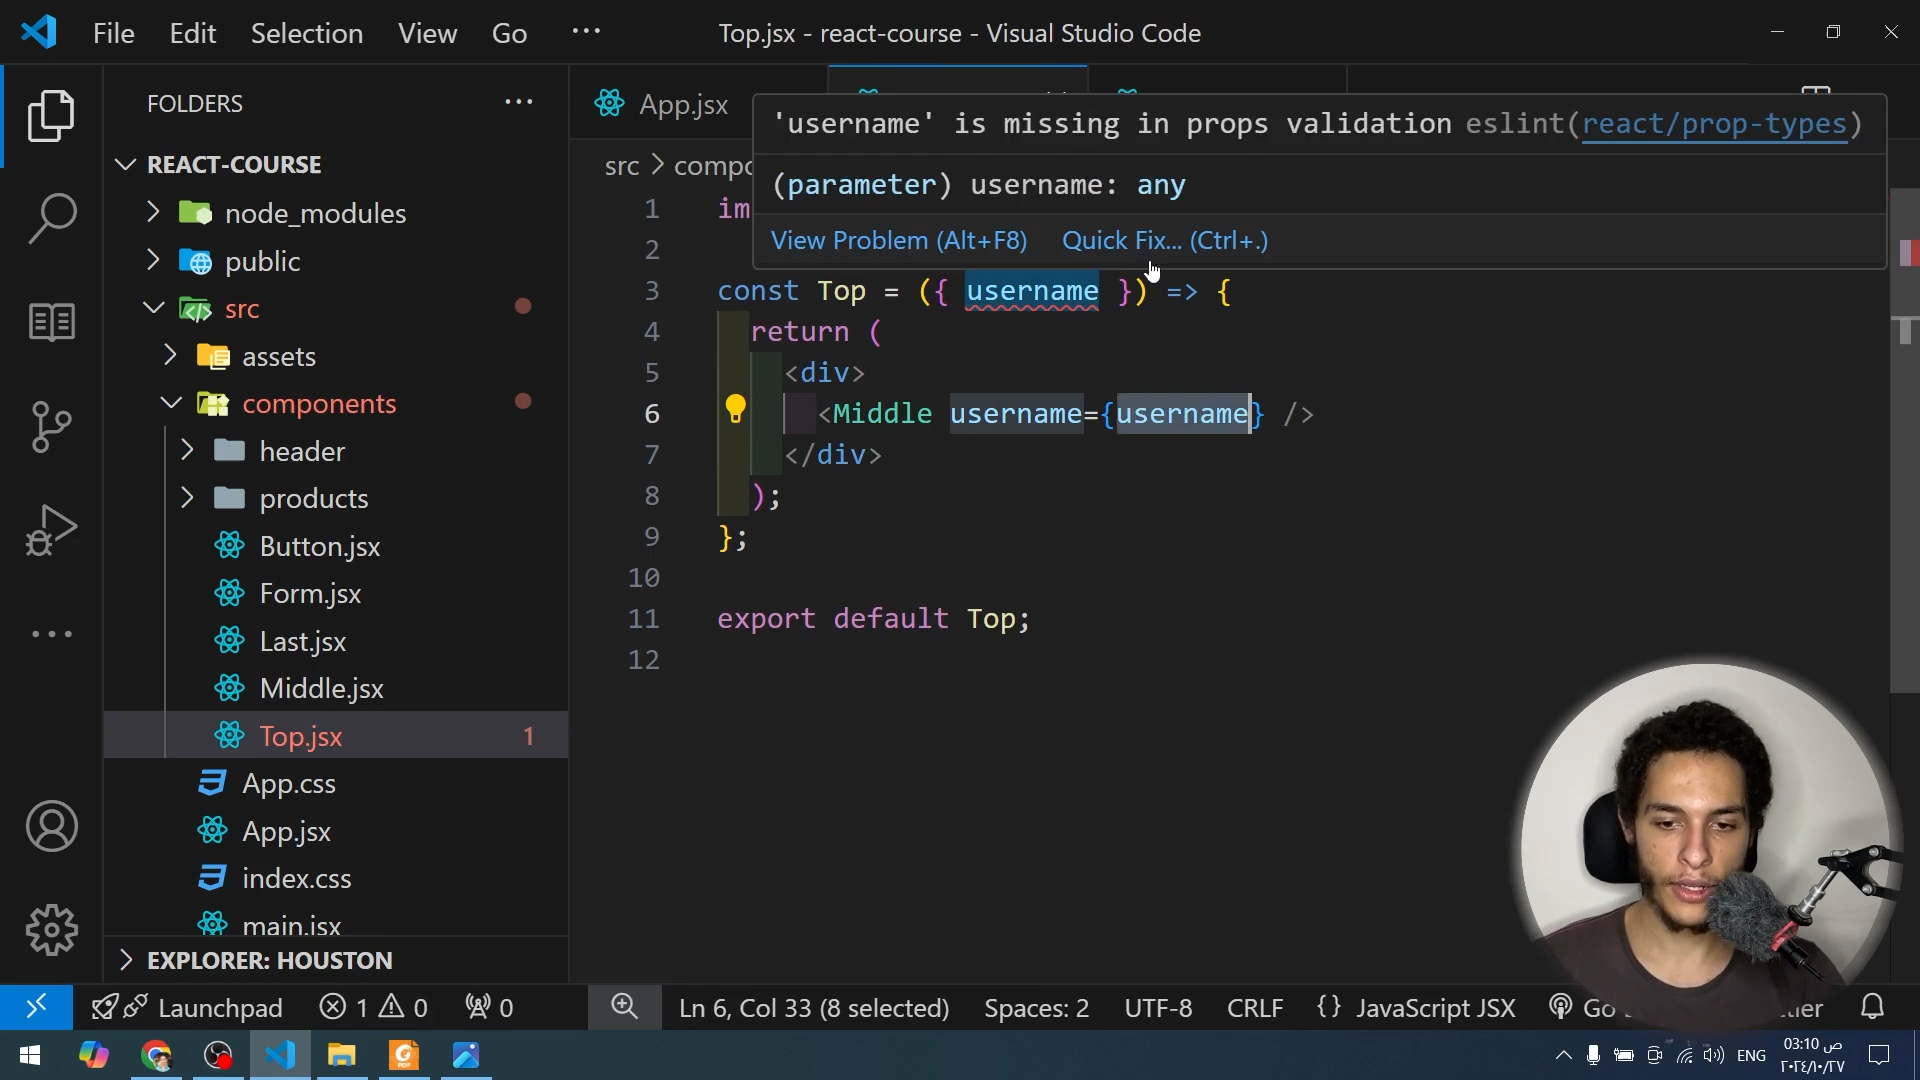 File Edit Selection View Go ···
Top.jsx - react-course - Visual Studio Code
FOLDERS
REACT-COURSE
node_modules
public
src
assets
components
header
products
Button.jsx
Form.jsx
Last.jsx
Middle.jsx
Top.jsx 1
App.css
App.jsx
index.css
main.jsx
EXPLORER: HOUSTON
App.jsx
'username' is missing in props validation eslint(react/prop-types)
(parameter) username: any
View Problem (Alt+F8) Quick Fix... (Ctrl+.)
src >
1 im
2
3 const Top = ({ username }) => {
4 return (
5 <div>
6 <Middle username={username} />
7 </div>
8 );
9 };
10
11 export default Top;
12
Launchpad 1 0 0 Ln 6, Col 33 (8 selected) Spaces: 2 UTF-8 CRLF {} JavaScript JSX Go
ENG 03:10 ص
٢٠٢٤/١٠/٢٧